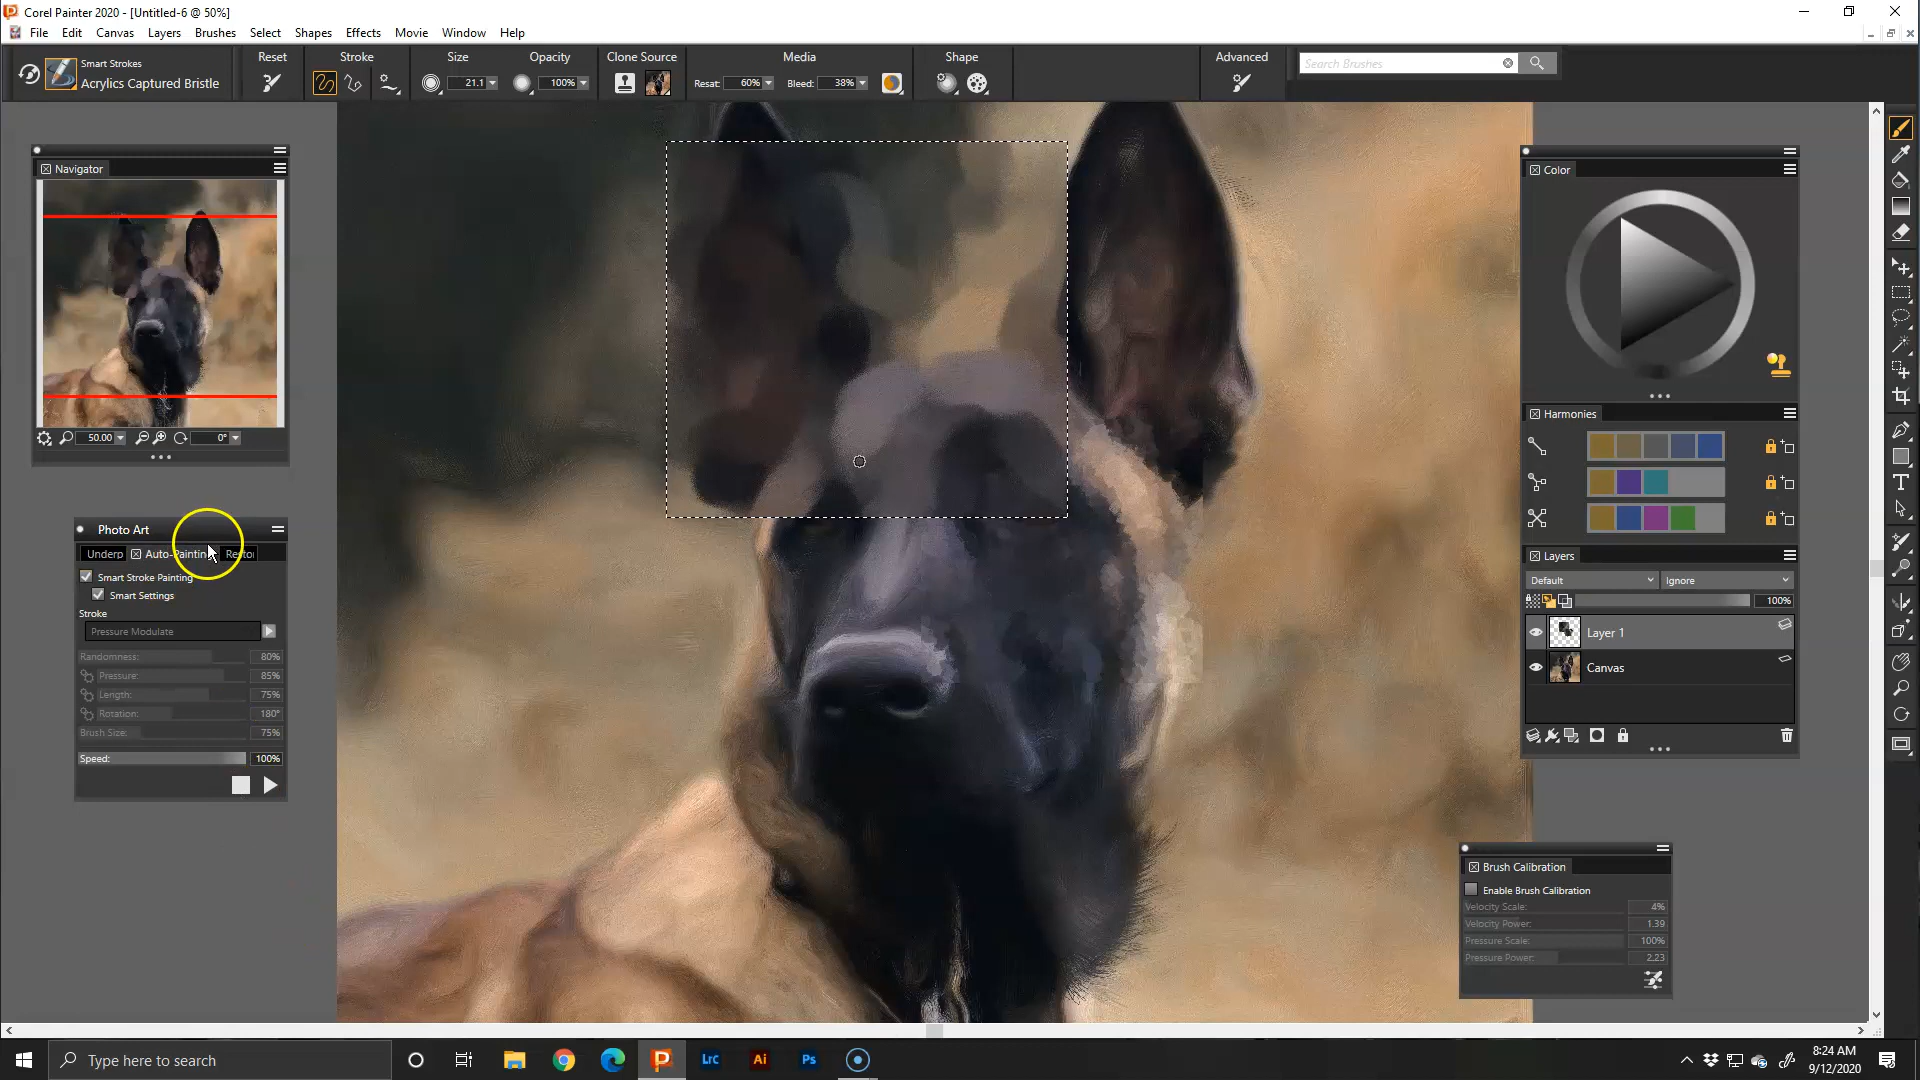 Corel Painter 2020 - [Untitled-6 @ 50%]
File Edit Canvas Layers Brushes Select Shapes Effects Movie Window Help
Smart Strokes
Acrylics Captured Bristle
Reset Stroke Size Opacity Clone Source Media Shape Advanced
21.1 100% Resat: 60% Bleed: 38%
Search Brushes
Navigator
50.00 0°
Photo Art
Underp Auto-Painting Resto
Smart Stroke Painting
Smart Settings
Stroke
Pressure Modulate
Randomness: 80%
Pressure: 85%
Length: 75%
Rotation: 180°
Brush Size: 75%
Speed: 100%
Color
Harmonies
Layers
Default Ignore
100%
Layer 1
Canvas
Brush Calibration
Enable Brush Calibration
Velocity Scale: 4%
Velocity Power: 1.39
Pressure Scale: 100%
Pressure Power: 2.23
Type here to search
Lrc Ai Ps
8:24 AM
9/12/2020